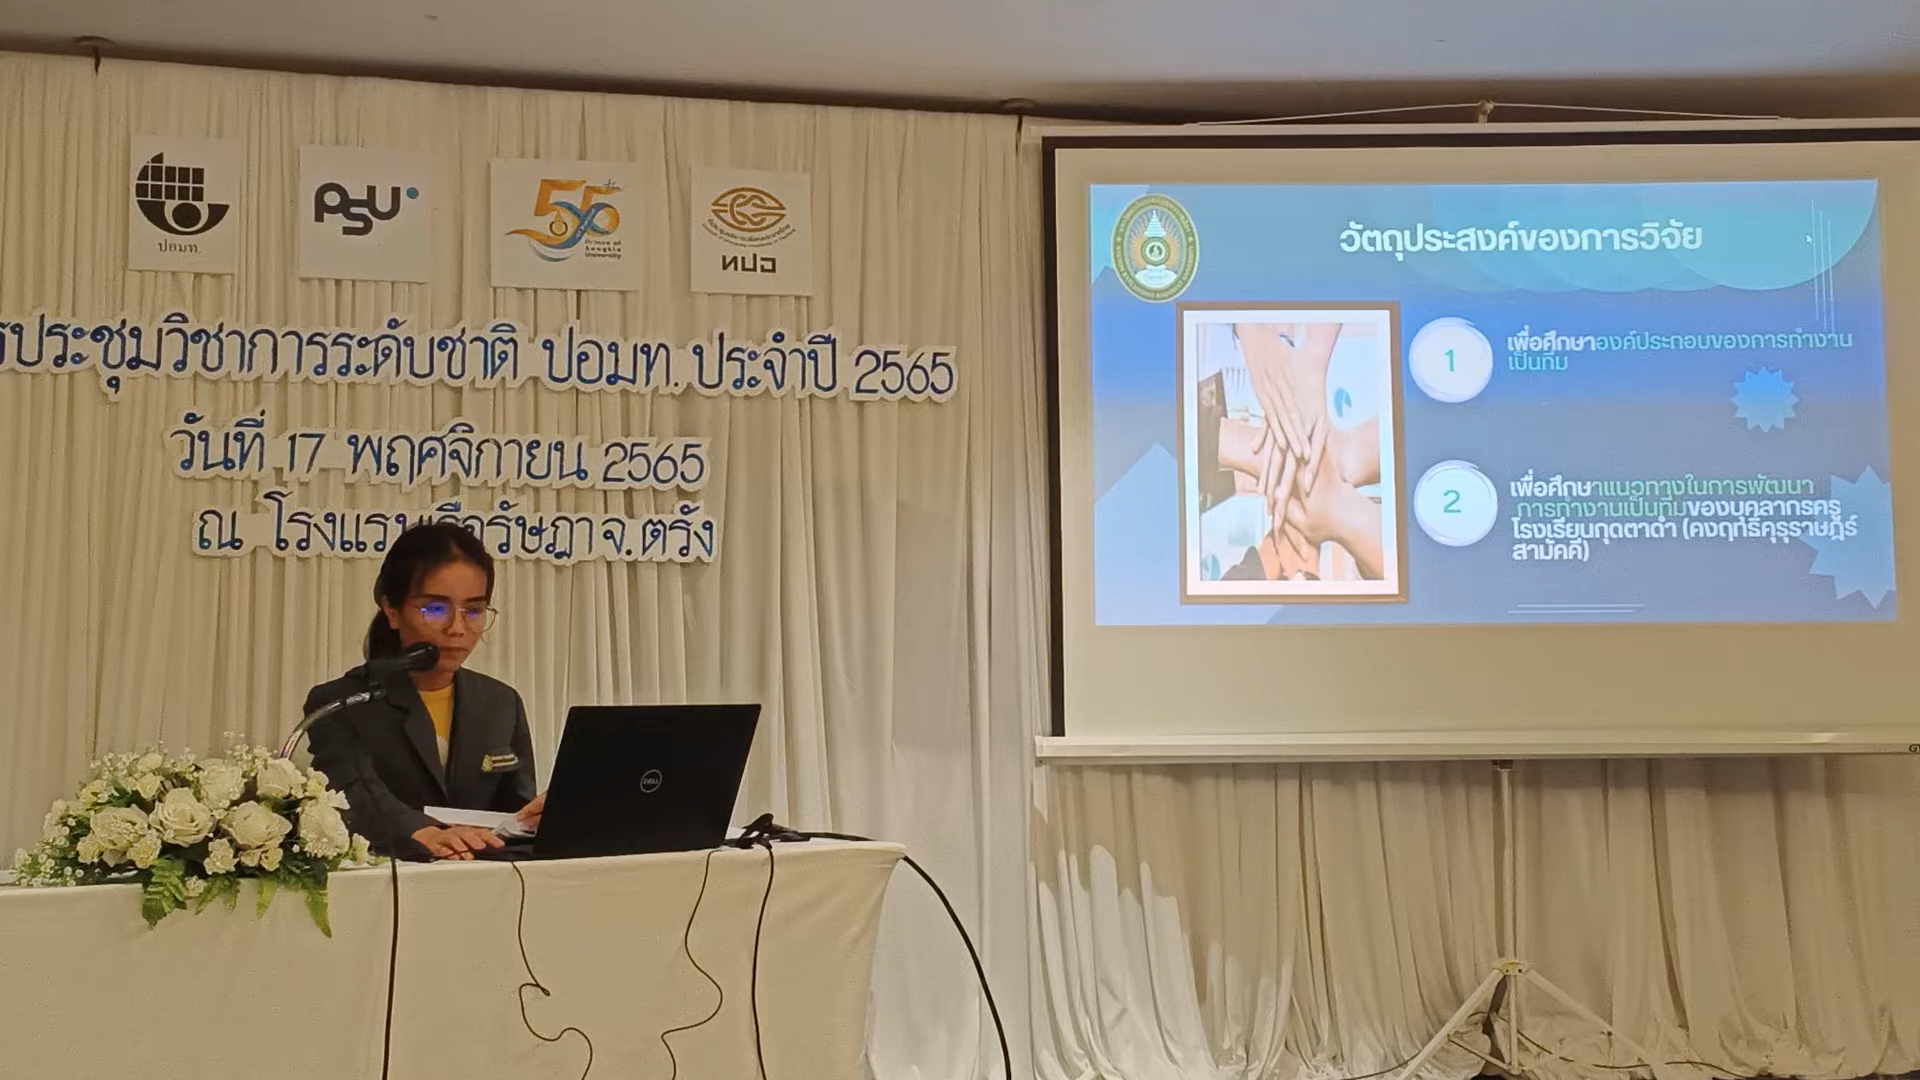 ปอมท.
PSU
55th
Prince of
Songkla
University
ทปอ
รประชุมวิชาการระดับชาติ ปอมท. ประจำปี 2565
วันที่ 17 พฤศจิกายน 2565
ณ โรงแรมเรือรัษฎา จ.ตรัง
DELL
วัตถุประสงค์ของการวิจัย
1
เพื่อศึกษาองค์ประกอบของการทำงาน
เป็นทีม
2
เพื่อศึกษาแนวทางในการพัฒนา
การทำงานเป็นทีมของบุคลากรครู
โรงเรียนกุดตาดำ (คงฤทธิ์คุรุราษฎร์
สามัคคี)